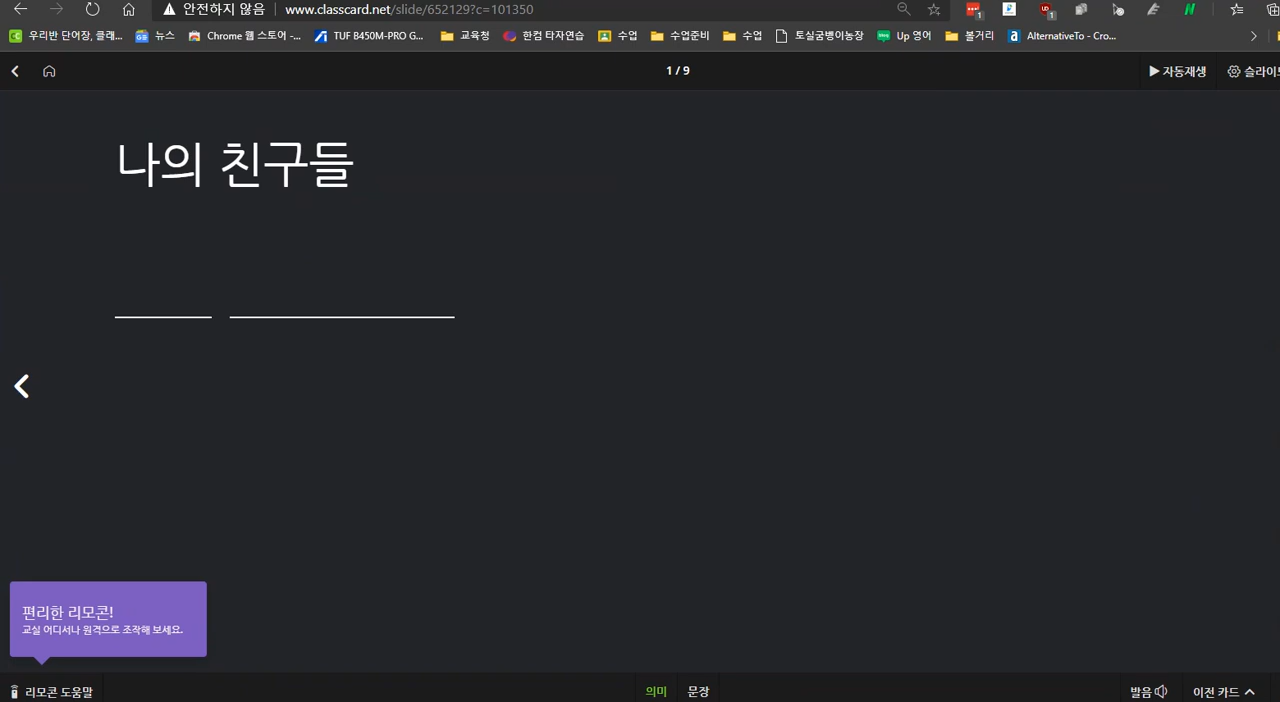 안전하지 않음 | www.classcard.net/slide/652129?c=101350
우리반 단어장, 클래... 뉴스 Chrome 웹 스토어 -... TUF B450M-PRO G... 교육청 한컴 타자연습 수업 수업준비 수업 토실굼벵이농장 Up 영어 볼거리 AlternativeTo - Cro...
1 / 9 자동재생 슬라이드
나의 친구들
편리한 리모콘!
교실 어디서나 원격으로 조작해 보세요.
리모콘 도움말 의미 문장 발음 이전 카드